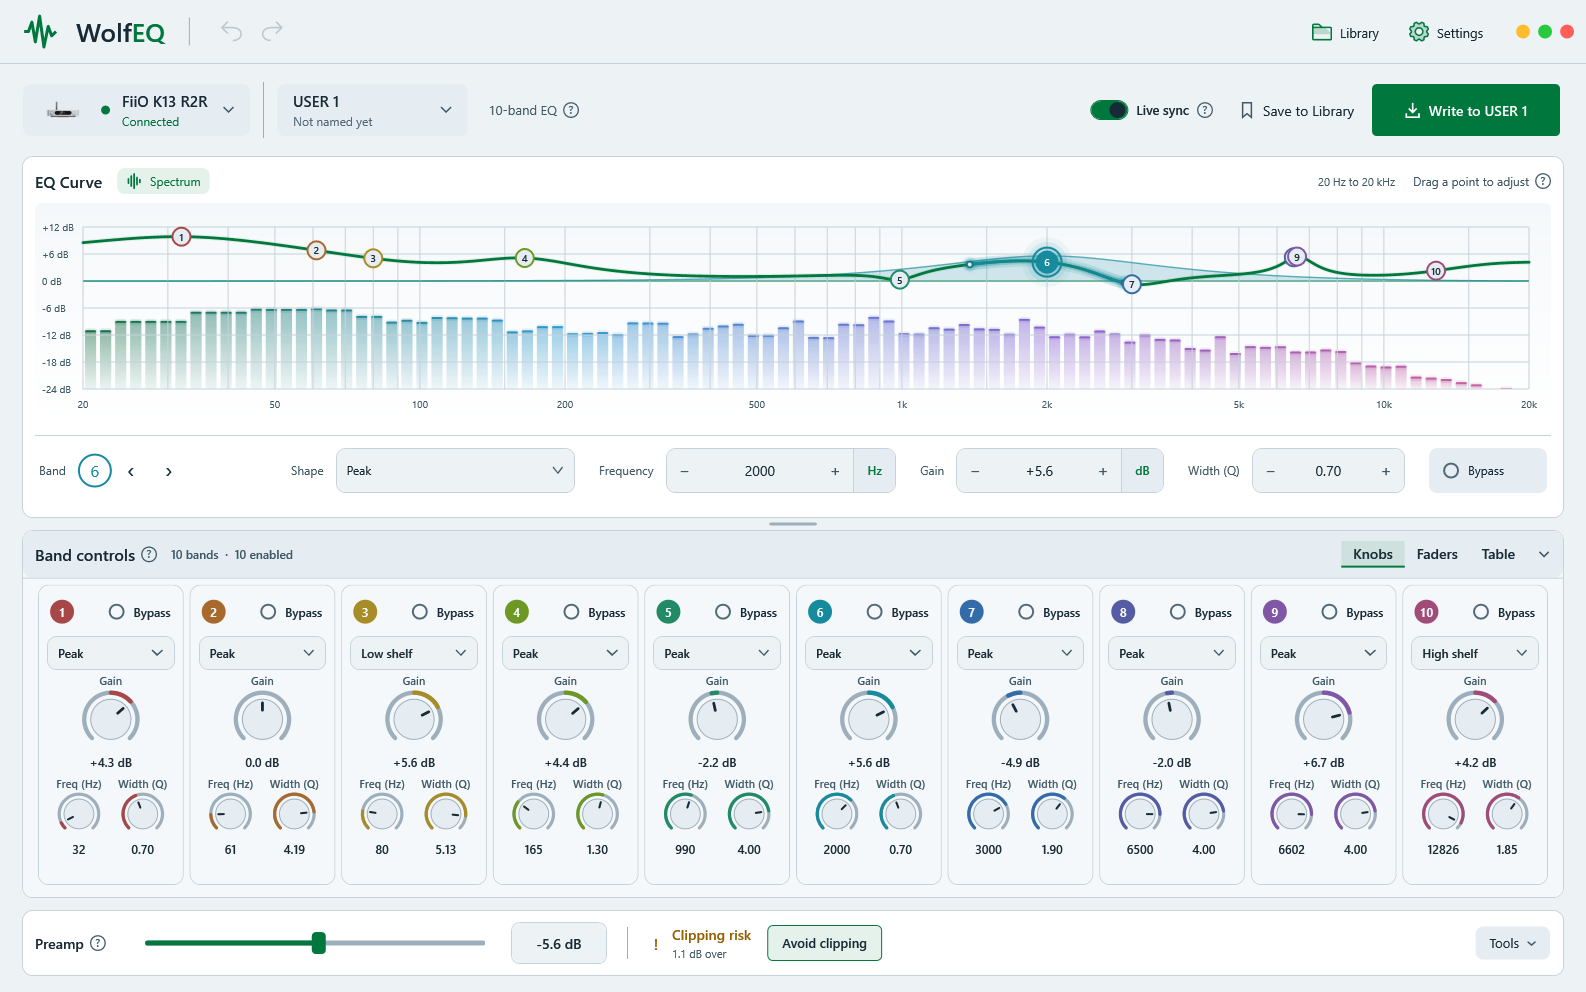 WolfEQ
Library
Settings
FiiO K13 R2R
Connected
USER 1
Not named yet
10-band EQ ?
Live sync ?
Save to Library
Write to USER 1
EQ Curve
Spectrum
20 Hz to 20 kHz
Drag a point to adjust ?
+12 dB
+6 dB
0 dB
-6 dB
-12 dB
-18 dB
-24 dB
1
2
3
4
5
6
7
9
10
20 50 100 200 500 1k 2k 5k 10k 20k
Band 6 ‹ › Shape Peak Frequency − 2000 + Hz Gain − +5.6 + dB Width (Q) − 0.70 + Bypass
Band controls ? 10 bands · 10 enabled
Knobs Faders Table
1 Bypass
Peak
Gain
+4.3 dB
Freq (Hz) Width (Q)
32 0.70
2 Bypass
Peak
Gain
0.0 dB
Freq (Hz) Width (Q)
61 4.19
3 Bypass
Low shelf
Gain
+5.6 dB
Freq (Hz) Width (Q)
80 5.13
4 Bypass
Peak
Gain
+4.4 dB
Freq (Hz) Width (Q)
165 1.30
5 Bypass
Peak
Gain
-2.2 dB
Freq (Hz) Width (Q)
990 4.00
6 Bypass
Peak
Gain
+5.6 dB
Freq (Hz) Width (Q)
2000 0.70
7 Bypass
Peak
Gain
-4.9 dB
Freq (Hz) Width (Q)
3000 1.90
8 Bypass
Peak
Gain
-2.0 dB
Freq (Hz) Width (Q)
6500 4.00
9 Bypass
Peak
Gain
+6.7 dB
Freq (Hz) Width (Q)
6602 4.00
10 Bypass
High shelf
Gain
+4.2 dB
Freq (Hz) Width (Q)
12826 1.85
Preamp ?
-5.6 dB
! Clipping risk
1.1 dB over
Avoid clipping
Tools